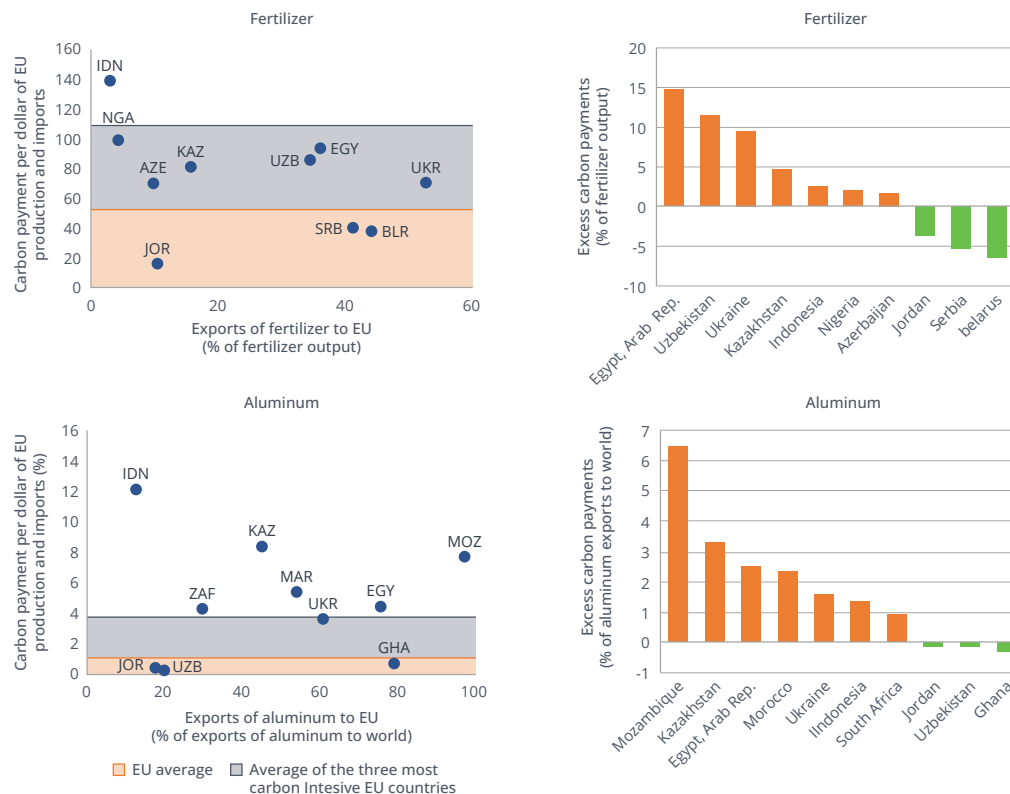 Fertilizer
Carbon payment per dollar of EU
production and imports
160
140
120
100
80
60
40
20
0
IDN
NGA
AZE
KAZ
UZB
EGY
UKR
SRB
BLR
JOR
0
20
40
60
Exports of fertilizer to EU
(% of fertilizer output)
Fertilizer
Excess carbon payments
(% of fertilizer output)
20
15
10
5
0
-5
-10
Egypt, Arab Rep.
Uzbekistan
Ukraine
Kazakhstan
Indonesia
Nigeria
Azerbaijan
Jordan
Serbia
belarus
Aluminum
Carbon payment per dollar of EU
production and imports (%)
16
14
12
10
8
6
4
2
0
IDN
KAZ
MOZ
ZAF
MAR
UKR
EGY
GHA
JOR
UZB
0
20
40
60
80
100
Exports of aluminum to EU
(% of exports of aluminum to world)
Aluminum
Excess carbon payments
(% of aluminum exports to world)
7
6
5
4
3
2
1
0
-1
Mozambique
Kazakhstan
Egypt, Arab Rep.
Morocco
Ukraine
IIndonesia
South Africa
Jordan
Uzbekistan
Ghana
EU average
Average of the three most
carbon Intesive EU countries